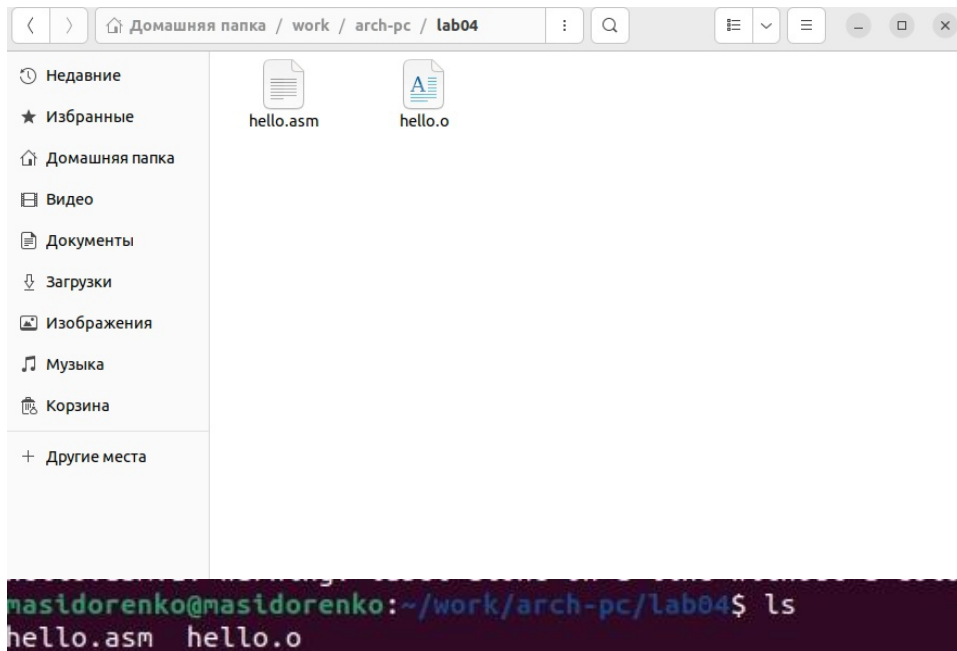 Домашняя папка / work / arch-pc / lab04
Недавние
Избранные
Домашняя папка
Видео
Документы
Загрузки
Изображения
Музыка
Корзина
+ Другие места
hello.asm hello.o
masidorenko@masidorenko:~/work/arch-pc/lab04$ ls
hello.asm hello.o